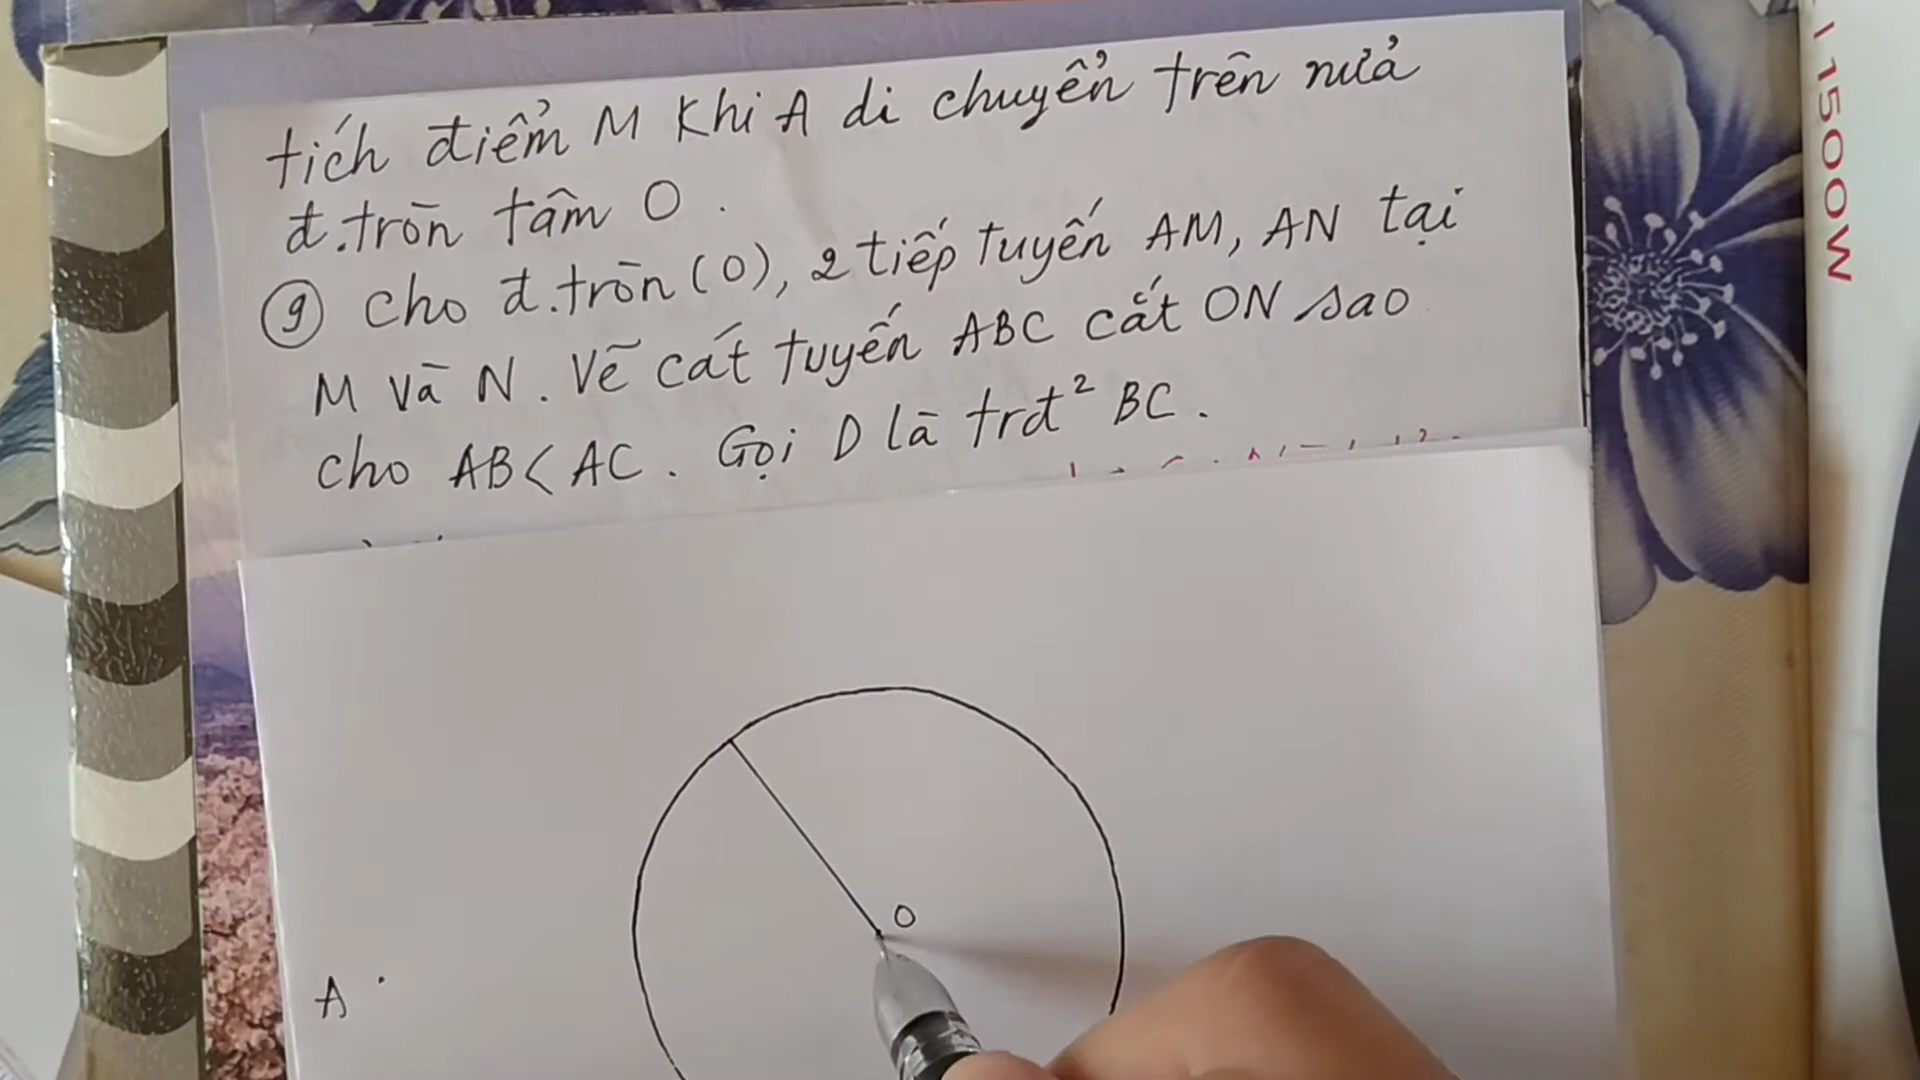 tích điểm M khi A di chuyển trên nửa
đ.tròn tâm O.
⑨ cho đ.tròn (O), 2 tiếp tuyến AM, AN tại
M và N. Vẽ cát tuyến ABC cắt ON sao
cho AB < AC. Gọi D là trđ² BC.
O
A
1500W